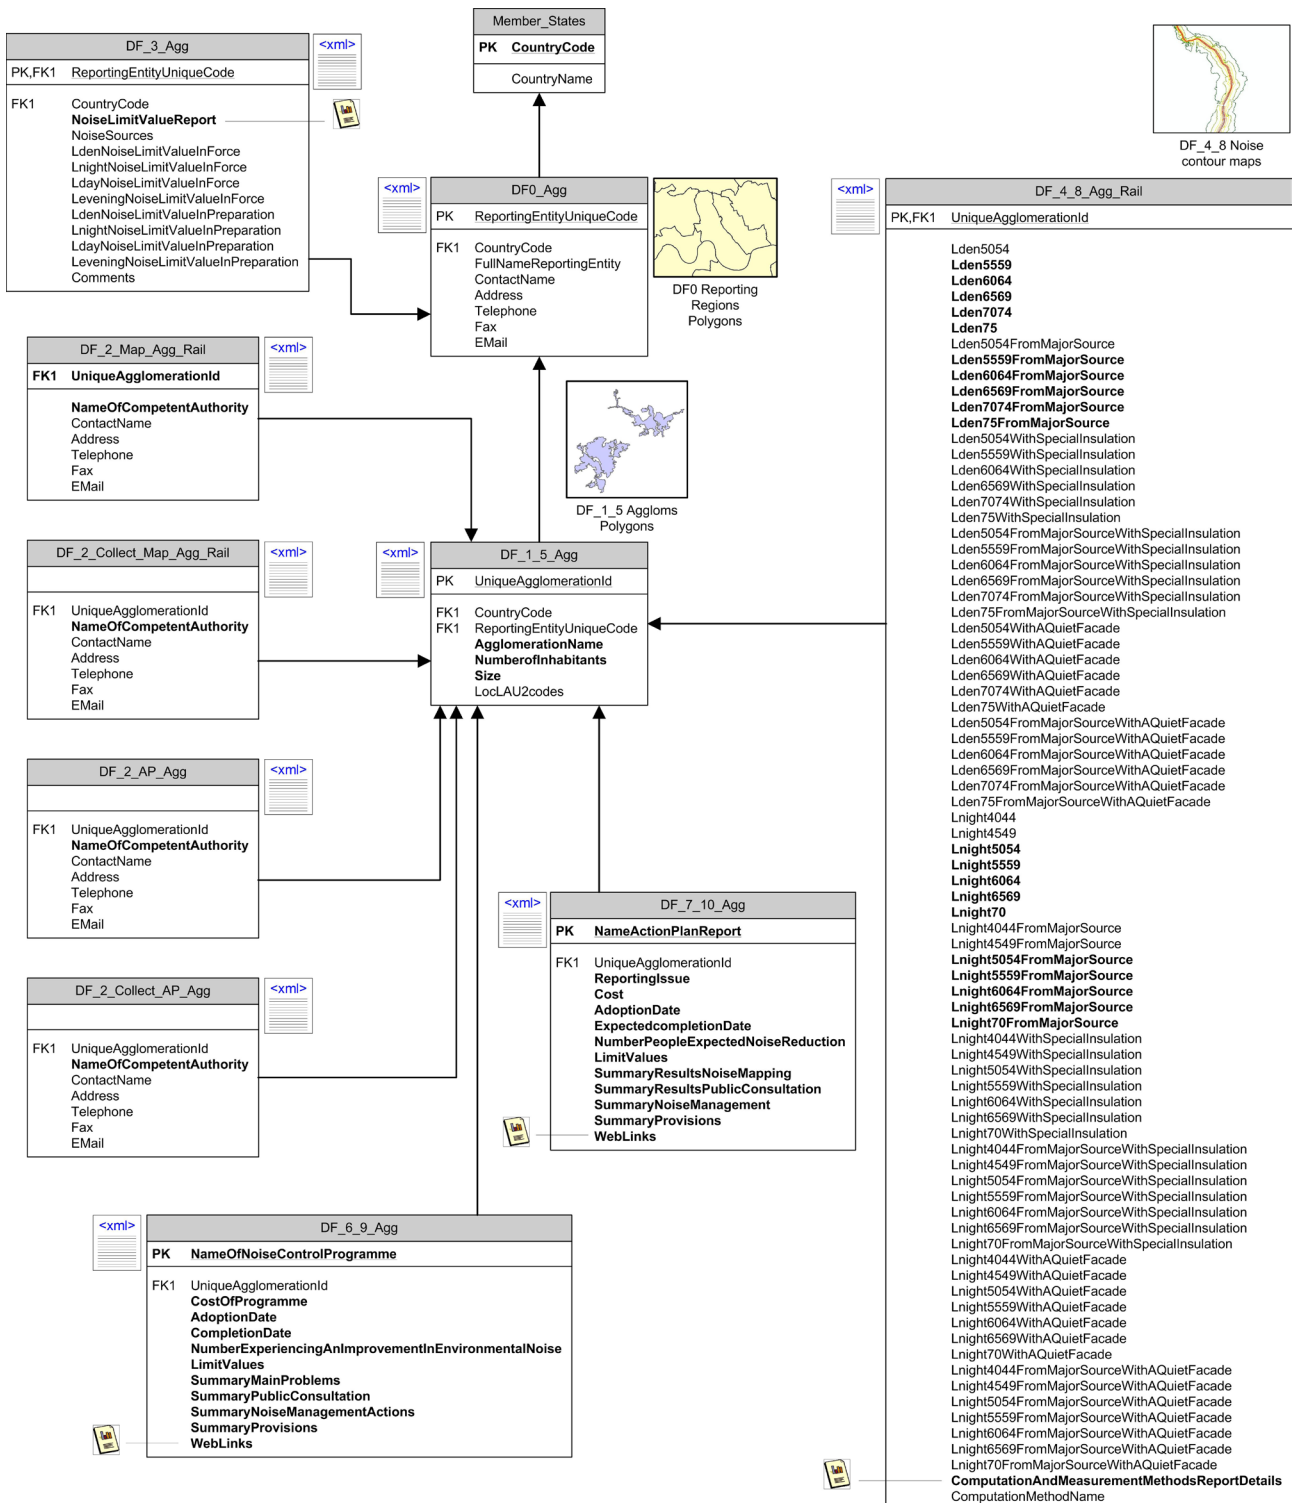 Member_States
PK CountryCode
CountryName
DF_3_Agg
<xml>
PK,FK1 ReportingEntityUniqueCode
FK1 CountryCode
NoiseLimitValueReport
NoiseSources
LdenNoiseLimitValueInForce
LnightNoiseLimitValueInForce
LdayNoiseLimitValueInForce
LeveningNoiseLimitValueInForce
LdenNoiseLimitValueInPreparation
LnightNoiseLimitValueInPreparation
LdayNoiseLimitValueInPreparation
LeveningNoiseLimitValueInPreparation
Comments
DF_4_8 Noise
contour maps
<xml>
DF0_Agg
PK ReportingEntityUniqueCode
FK1 CountryCode
FullNameReportingEntity
ContactName
Address
Telephone
Fax
EMail
DF0 Reporting
Regions
Polygons
DF_2_Map_Agg_Rail
<xml>
FK1 UniqueAgglomerationId
NameOfCompetentAuthority
ContactName
Address
Telephone
Fax
EMail
DF_1_5 Aggloms
Polygons
DF_2_Collect_Map_Agg_Rail
<xml>
FK1 UniqueAgglomerationId
NameOfCompetentAuthority
ContactName
Address
Telephone
Fax
EMail
<xml>
DF_1_5_Agg
PK UniqueAgglomerationId
FK1 CountryCode
FK1 ReportingEntityUniqueCode
AgglomerationName
NumberofInhabitants
Size
LocLAU2codes
DF_2_AP_Agg
<xml>
FK1 UniqueAgglomerationId
NameOfCompetentAuthority
ContactName
Address
Telephone
Fax
EMail
DF_2_Collect_AP_Agg
<xml>
FK1 UniqueAgglomerationId
NameOfCompetentAuthority
ContactName
Address
Telephone
Fax
EMail
<xml>
DF_7_10_Agg
PK NameActionPlanReport
FK1 UniqueAgglomerationId
ReportingIssue
Cost
AdoptionDate
ExpectedcompletionDate
NumberPeopleExpectedNoiseReduction
LimitValues
SummaryResultsNoiseMapping
SummaryResultsPublicConsultation
SummaryNoiseManagement
SummaryProvisions
WebLinks
<xml>
DF_6_9_Agg
PK NameOfNoiseControlProgramme
FK1 UniqueAgglomerationId
CostOfProgramme
AdoptionDate
CompletionDate
NumberExperiencingAnImprovementInEnvironmentalNoise
LimitValues
SummaryMainProblems
SummaryPublicConsultation
SummaryNoiseManagementActions
SummaryProvisions
WebLinks
<xml>
DF_4_8_Agg_Rail
PK,FK1 UniqueAgglomerationId
Lden5054
Lden5559
Lden6064
Lden6569
Lden7074
Lden75
Lden5054FromMajorSource
Lden5559FromMajorSource
Lden6064FromMajorSource
Lden6569FromMajorSource
Lden7074FromMajorSource
Lden75FromMajorSource
Lden5054WithSpecialInsulation
Lden5559WithSpecialInsulation
Lden6064WithSpecialInsulation
Lden6569WithSpecialInsulation
Lden7074WithSpecialInsulation
Lden75WithSpecialInsulation
Lden5054FromMajorSourceWithSpecialInsulation
Lden5559FromMajorSourceWithSpecialInsulation
Lden6064FromMajorSourceWithSpecialInsulation
Lden6569FromMajorSourceWithSpecialInsulation
Lden7074FromMajorSourceWithSpecialInsulation
Lden75FromMajorSourceWithSpecialInsulation
Lden5054WithAQuietFacade
Lden5559WithAQuietFacade
Lden6064WithAQuietFacade
Lden6569WithAQuietFacade
Lden7074WithAQuietFacade
Lden75WithAQuietFacade
Lden5054FromMajorSourceWithAQuietFacade
Lden5559FromMajorSourceWithAQuietFacade
Lden6064FromMajorSourceWithAQuietFacade
Lden6569FromMajorSourceWithAQuietFacade
Lden7074FromMajorSourceWithAQuietFacade
Lden75FromMajorSourceWithAQuietFacade
Lnight4044
Lnight4549
Lnight5054
Lnight5559
Lnight6064
Lnight6569
Lnight70
Lnight4044FromMajorSource
Lnight4549FromMajorSource
Lnight5054FromMajorSource
Lnight5559FromMajorSource
Lnight6064FromMajorSource
Lnight6569FromMajorSource
Lnight70FromMajorSource
Lnight4044WithSpecialInsulation
Lnight4549WithSpecialInsulation
Lnight5054WithSpecialInsulation
Lnight5559WithSpecialInsulation
Lnight6064WithSpecialInsulation
Lnight6569WithSpecialInsulation
Lnight70WithSpecialInsulation
Lnight4044FromMajorSourceWithSpecialInsulation
Lnight4549FromMajorSourceWithSpecialInsulation
Lnight5054FromMajorSourceWithSpecialInsulation
Lnight5559FromMajorSourceWithSpecialInsulation
Lnight6064FromMajorSourceWithSpecialInsulation
Lnight6569FromMajorSourceWithSpecialInsulation
Lnight70FromMajorSourceWithSpecialInsulation
Lnight4044WithAQuietFacade
Lnight4549WithAQuietFacade
Lnight5054WithAQuietFacade
Lnight5559WithAQuietFacade
Lnight6064WithAQuietFacade
Lnight6569WithAQuietFacade
Lnight70WithAQuietFacade
Lnight4044FromMajorSourceWithAQuietFacade
Lnight4549FromMajorSourceWithAQuietFacade
Lnight5054FromMajorSourceWithAQuietFacade
Lnight5559FromMajorSourceWithAQuietFacade
Lnight6064FromMajorSourceWithAQuietFacade
Lnight6569FromMajorSourceWithAQuietFacade
Lnight70FromMajorSourceWithAQuietFacade
ComputationAndMeasurementMethodsReportDetails
ComputationMethodName